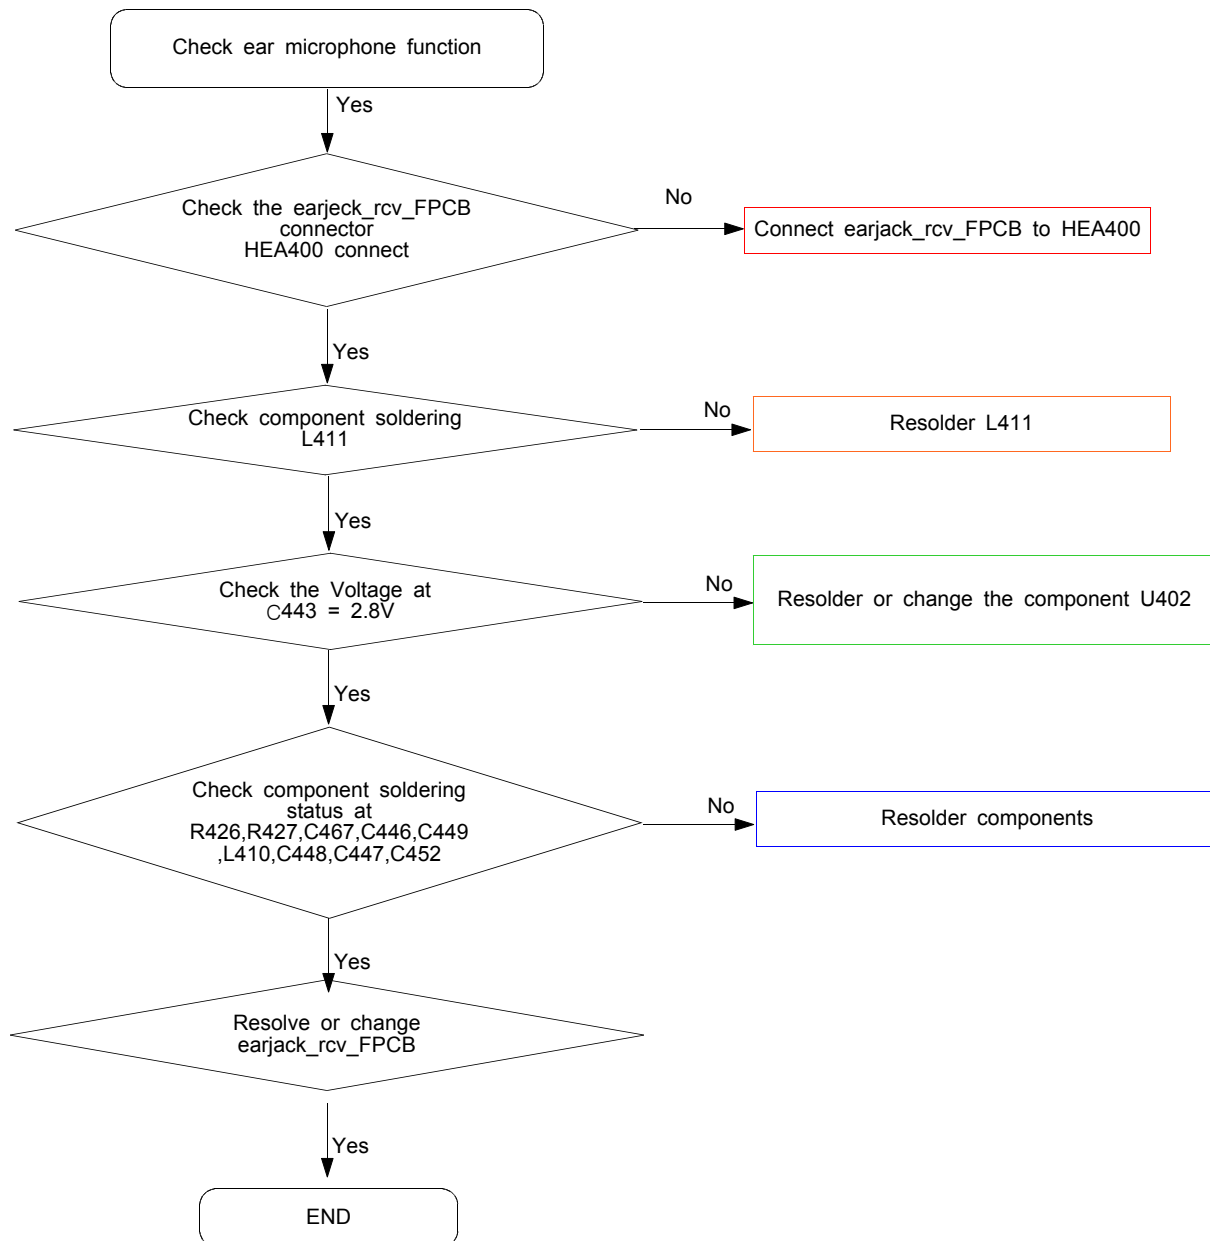 Check ear microphone function
Yes
Check the earjeck_rcv_FPCB
connector
HEA400 connect
No
Connect earjack_rcv_FPCB to HEA400
Yes
Check component soldering
L411
No
Resolder L411
Yes
Check the Voltage at
C443 = 2.8V
No
Resolder or change the component U402
Yes
Check component soldering
status at
R426,R427,C467,C446,C449
,L410,C448,C447,C452
No
Resolder components
Yes
Resolve or change
earjack_rcv_FPCB
Yes
END